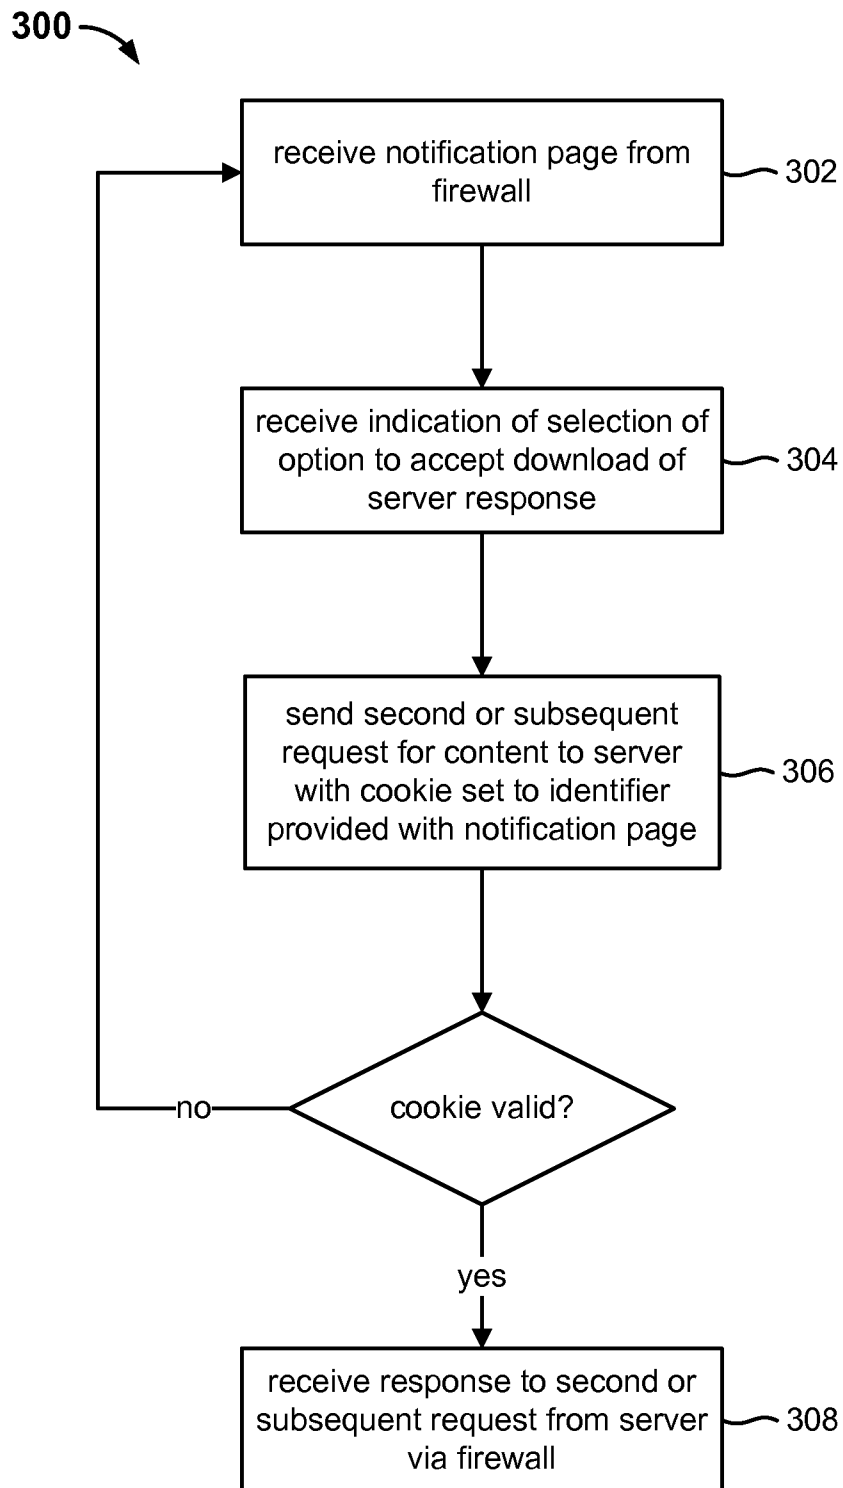 300
receive notification page from
firewall
302
receive indication of selection of
option to accept download of
server response
304
send second or subsequent
request for content to server
with cookie set to identifier
provided with notification page
306
cookie valid?
no
yes
receive response to second or
subsequent request from server
via firewall
308